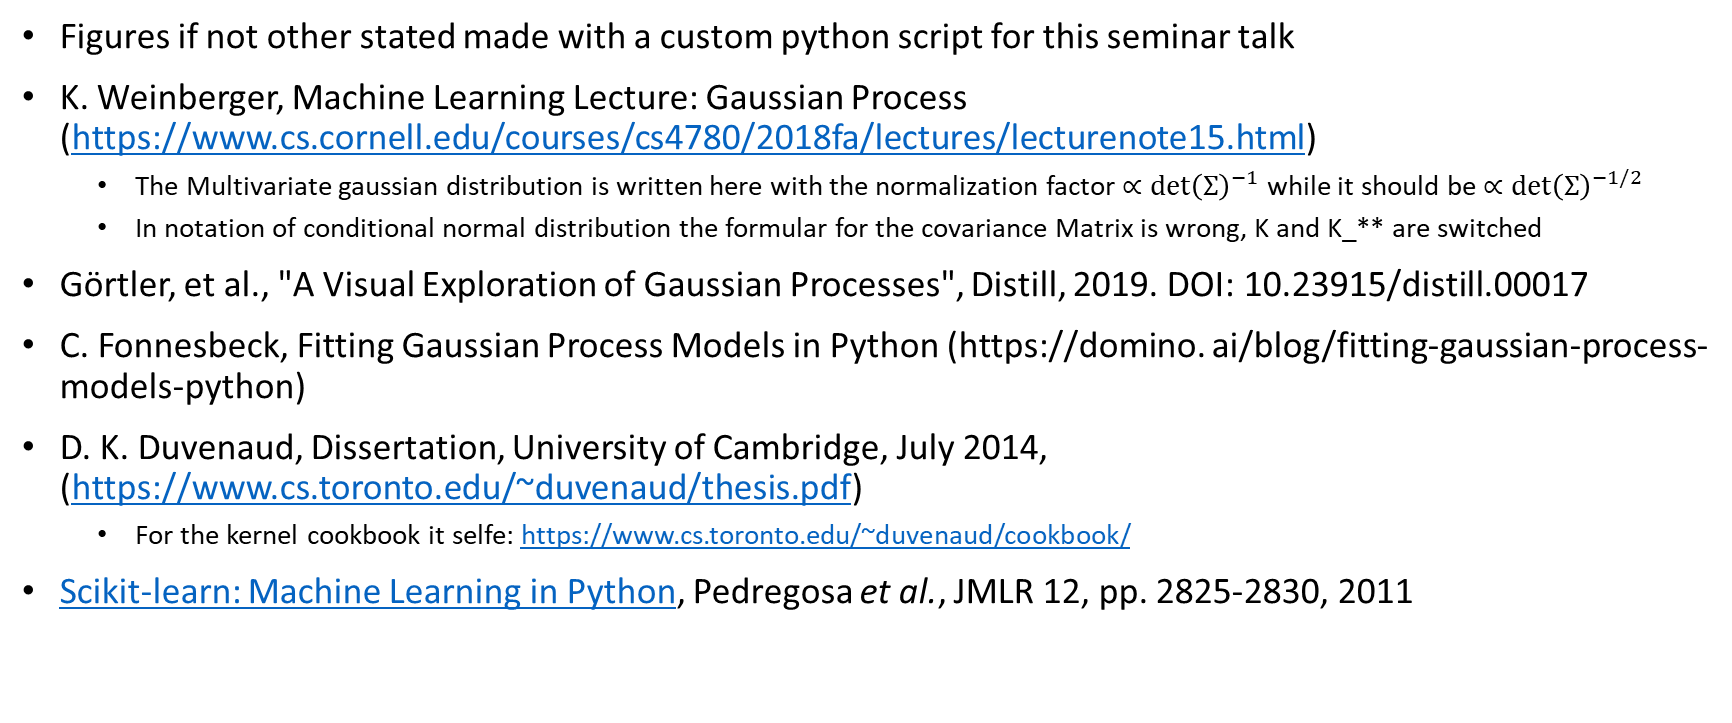 • Figures if not other stated made with a custom python script for this seminar talk
• K. Weinberger, Machine Learning Lecture: Gaussian Process
(https://www.cs.cornell.edu/courses/cs4780/2018fa/lectures/lecturenote15.html)
• The Multivariate gaussian distribution is written here with the normalization factor ∝ det(Σ)⁻¹ while it should be ∝ det(Σ)⁻¹ᐟ²
• In notation of conditional normal distribution the formular for the covariance Matrix is wrong, K and K_** are switched
• Görtler, et al., "A Visual Exploration of Gaussian Processes", Distill, 2019. DOI: 10.23915/distill.00017
• C. Fonnesbeck, Fitting Gaussian Process Models in Python (https://domino. ai/blog/fitting-gaussian-process-
models-python)
• D. K. Duvenaud, Dissertation, University of Cambridge, July 2014,
(https://www.cs.toronto.edu/~duvenaud/thesis.pdf)
• For the kernel cookbook it selfe: https://www.cs.toronto.edu/~duvenaud/cookbook/
• Scikit-learn: Machine Learning in Python, Pedregosa et al., JMLR 12, pp. 2825-2830, 2011